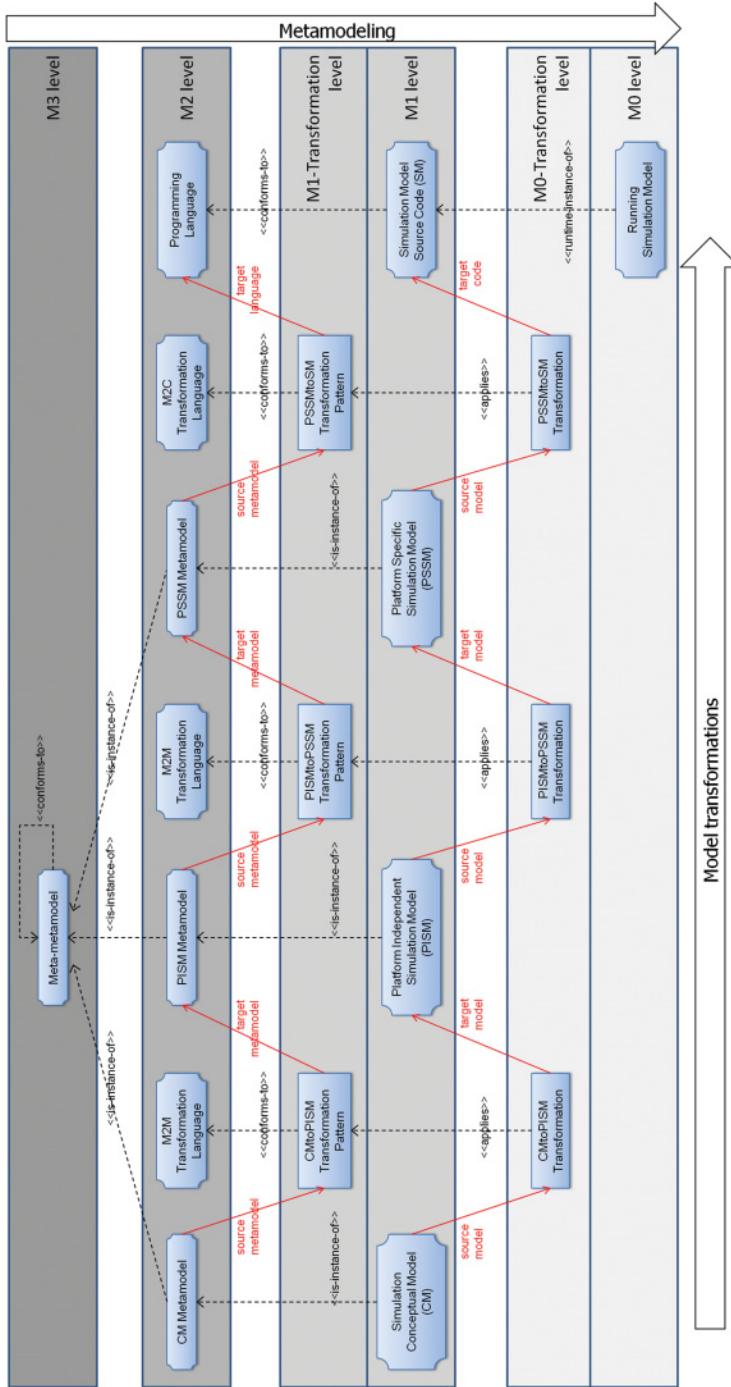 Metamodeling
M3 level
Meta-metamodel
<<conforms-to>>
<<is-instance-of>>
<<is-instance-of>>
<<is-instance-of>>
M2 level
CM Metamodel
M2M
Transformation
Language
PISM Metamodel
M2M
Transformation
Language
PSSM Metamodel
M2C
Transformation
Language
Programming
Language
source
metamodel
<<conforms-to>>
target
metamodel
source
metamodel
<<conforms-to>>
target
metamodel
source
metamodel
<<conforms-to>>
target
language
<<conforms-to>>
M1-Transformation
level
<<is-instance-of>>
CMtoPISM
Transformation
Pattern
<<is-instance-of>>
PISMtoPSSM
Transformation
Pattern
<<is-instance-of>>
PSSMtoSM
Transformation
Pattern
M1 level
Simulation
Conceptual Model
(CM)
Platform Independent
Simulation Model
(PISM)
Platform Specific
Simulation Model
(PSSM)
Simulation Model
Source Code (SM)
source
model
<<applies>>
target
model
source
model
<<applies>>
target
model
source
model
<<applies>>
target
code
M0-Transformation
level
CMtoPISM
Transformation
PISMtoPSSM
Transformation
PSSMtoSM
Transformation
<<runtime-instance-of>>
M0 level
Running
Simulation Model
Model transformations